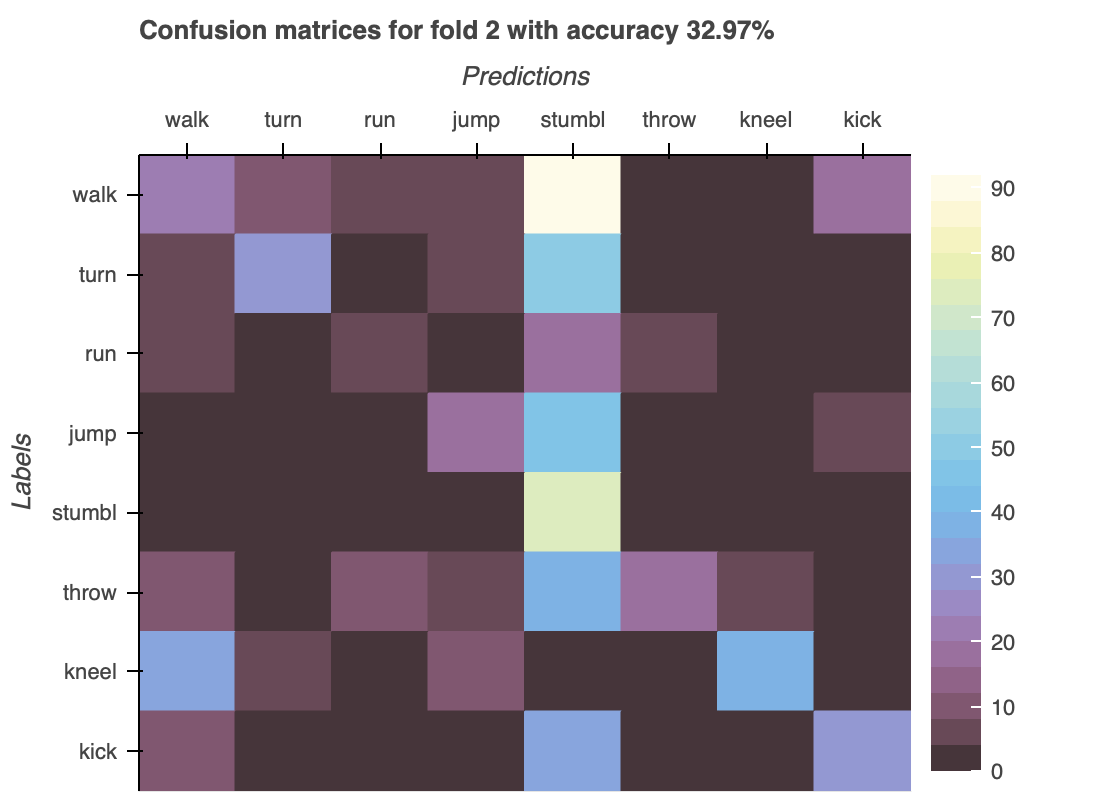 Confusion matrices for fold 2 with accuracy 32.97%
Predictions
walk turn run jump stumbl throw kneel kick
walk
turn
run
jump
stumbl
throw
kneel
kick
Labels
90
80
70
60
50
40
30
20
10
0